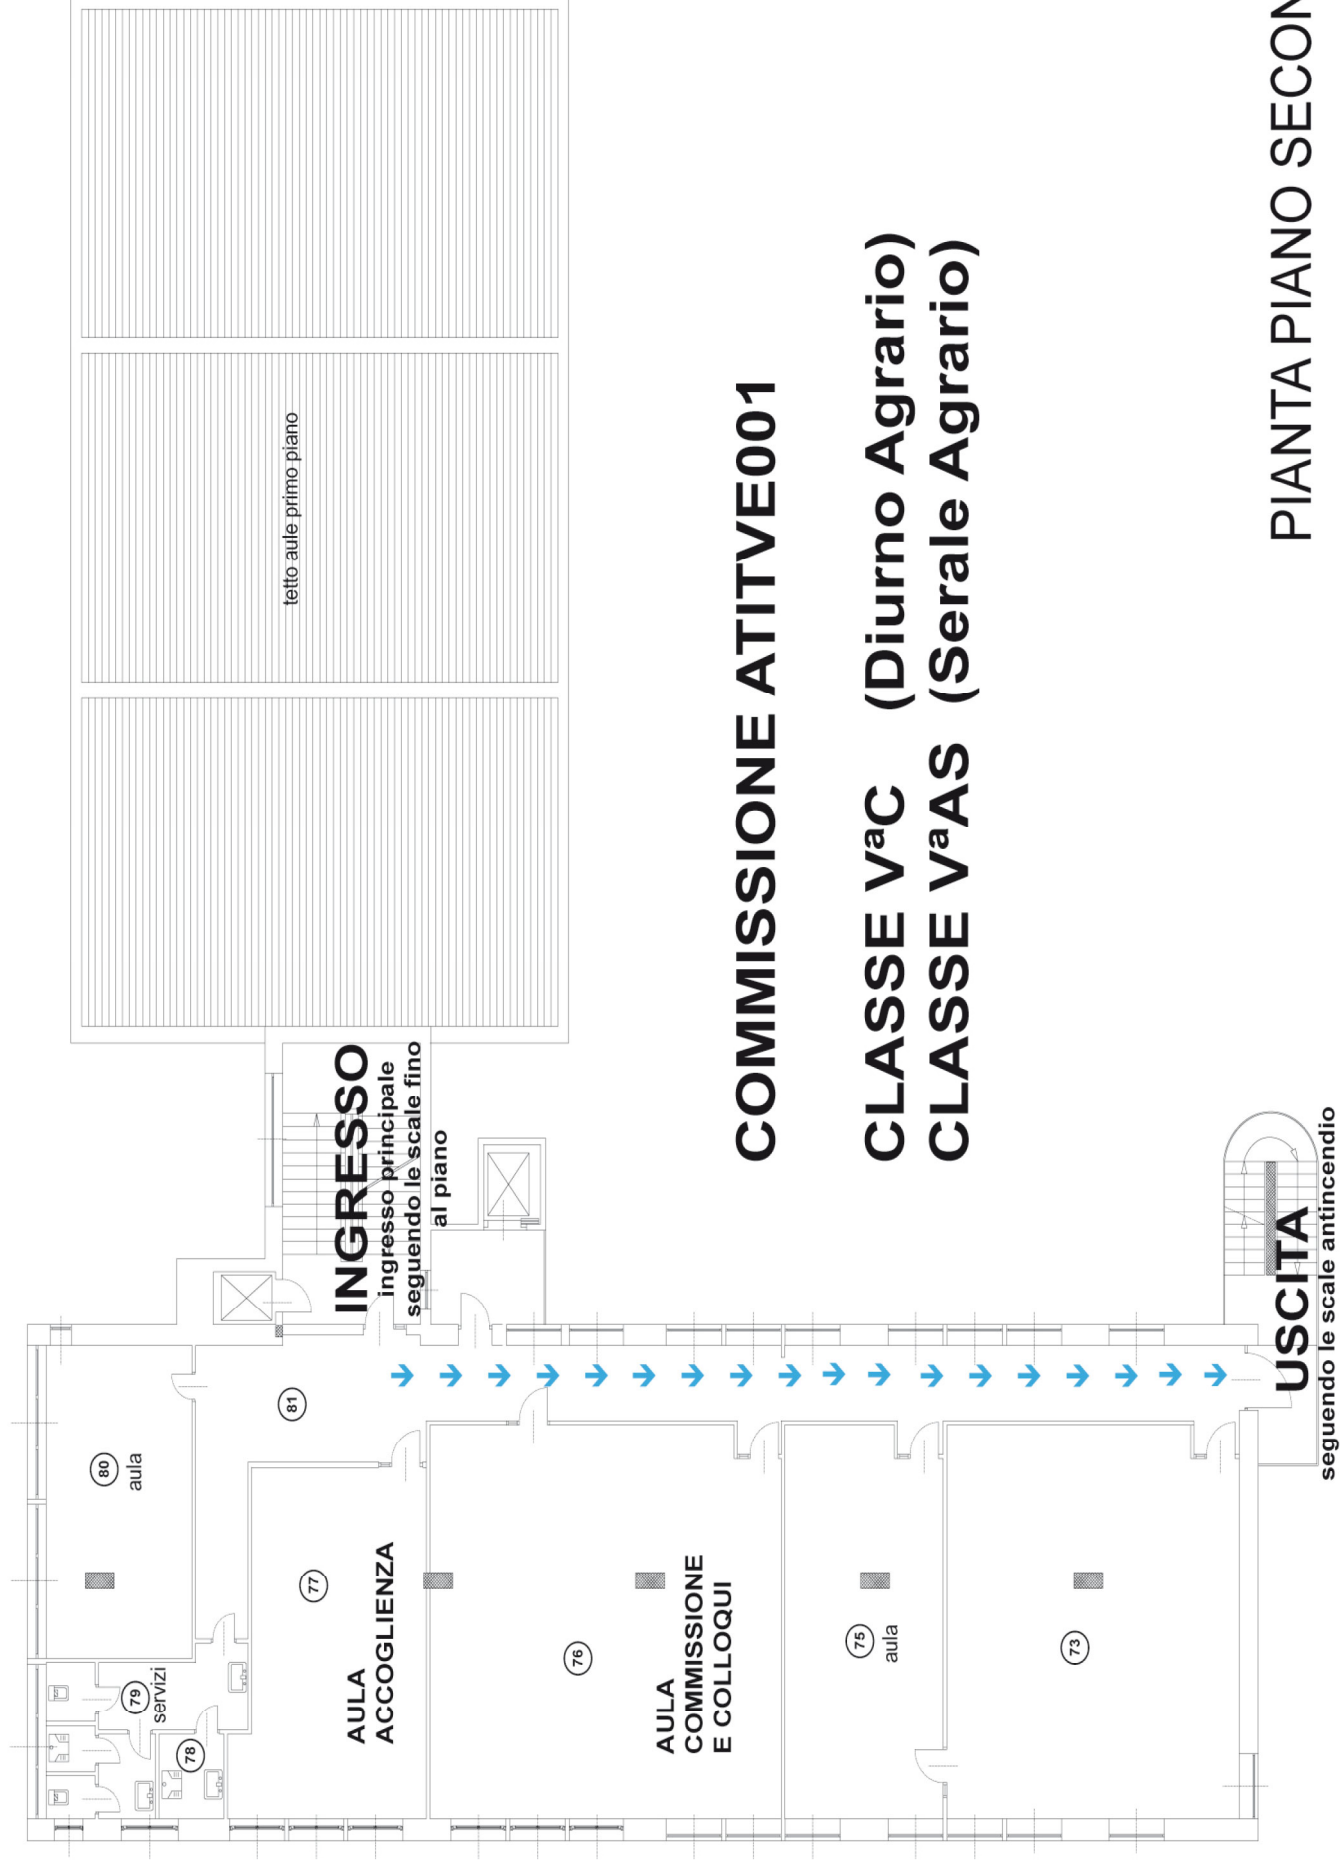 PIANTA PIANO SECON
tetto aule primo piano
COMMISSIONE ATITVE001
CLASSE VªC (Diurno Agrario)
CLASSE VªAS (Serale Agrario)
INGRESSO
ingresso principale
seguendo le scale fino
al piano
80
aula
81
79
servizi
78
77
AULA
ACCOGLIENZA
76
AULA
COMMISSIONE
E COLLOQUI
75
aula
73
USCITA
seguendo le scale antincendio